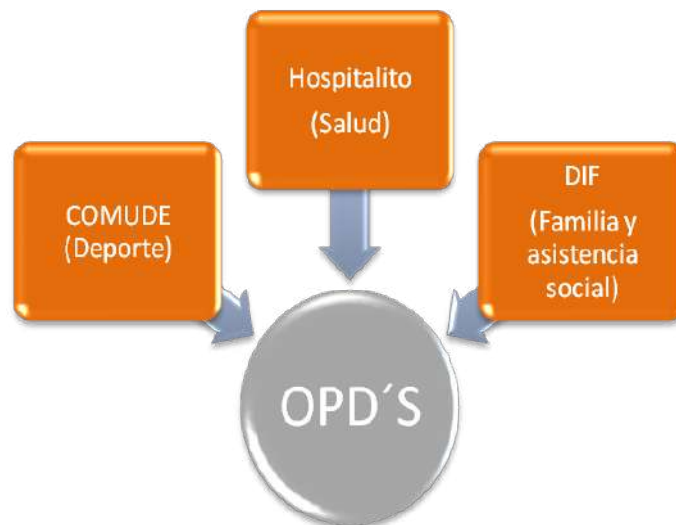 Hospitalito
(Salud)
COMUDE
(Deporte)
DIF
(Familia y
asistencia
social)
OPD´S